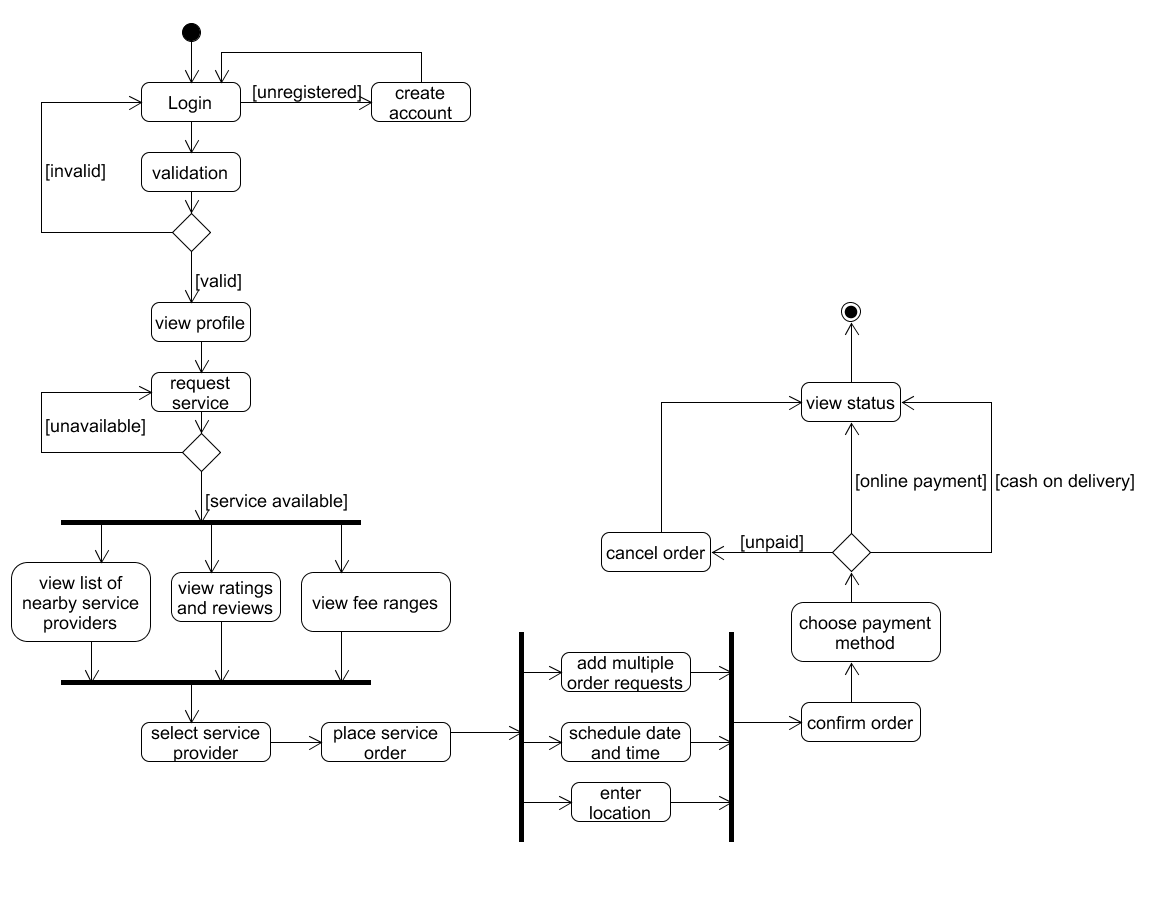 Login
[unregistered]
create
account
[invalid]
validation
[valid]
view profile
request
service
[unavailable]
[service available]
view list of
nearby service
providers
view ratings
and reviews
view fee ranges
select service
provider
place service
order
add multiple
order requests
schedule date
and time
enter
location
confirm order
choose payment
method
[unpaid]
cancel order
[online payment]
[cash on delivery]
view status